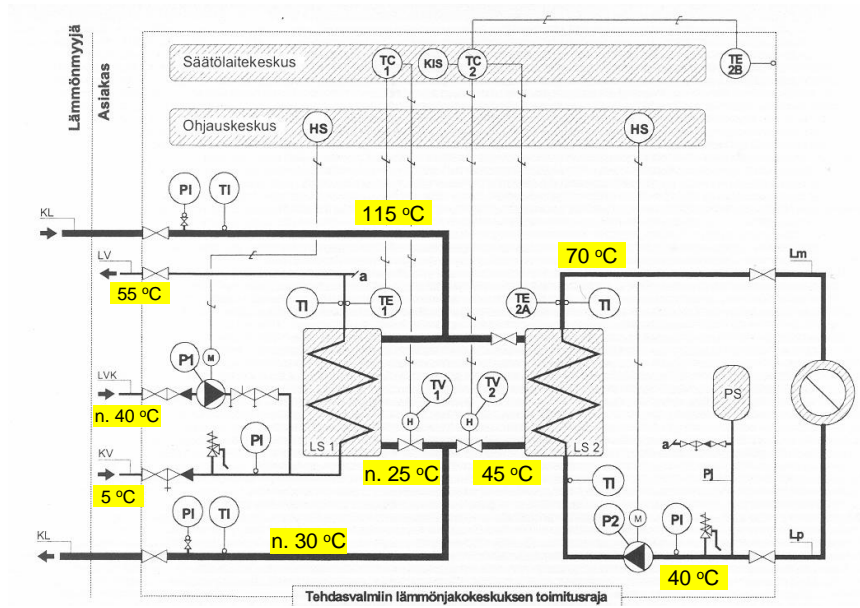 Lämmönmyyjä
Asiakas
Säätölaitekeskus
TC
1
KIS
TC
2
TE
2B
Ohjauskeskus
HS
HS
PI
TI
KL
115 °C
LV
a
55 °C
70 °C
Lm
TI
TE
1
TE
2A
TI
P1
M
LVK
n. 40 °C
TV
1
TV
2
H
H
PS
LS 1
LS 2
a
PI
KV
5 °C
n. 25 °C
45 °C
TI
Pj
PI
TI
KL
n. 30 °C
P2
M
PI
Lp
40 °C
Tehdasvalmiin lämmönjakokeskuksen toimitusraja